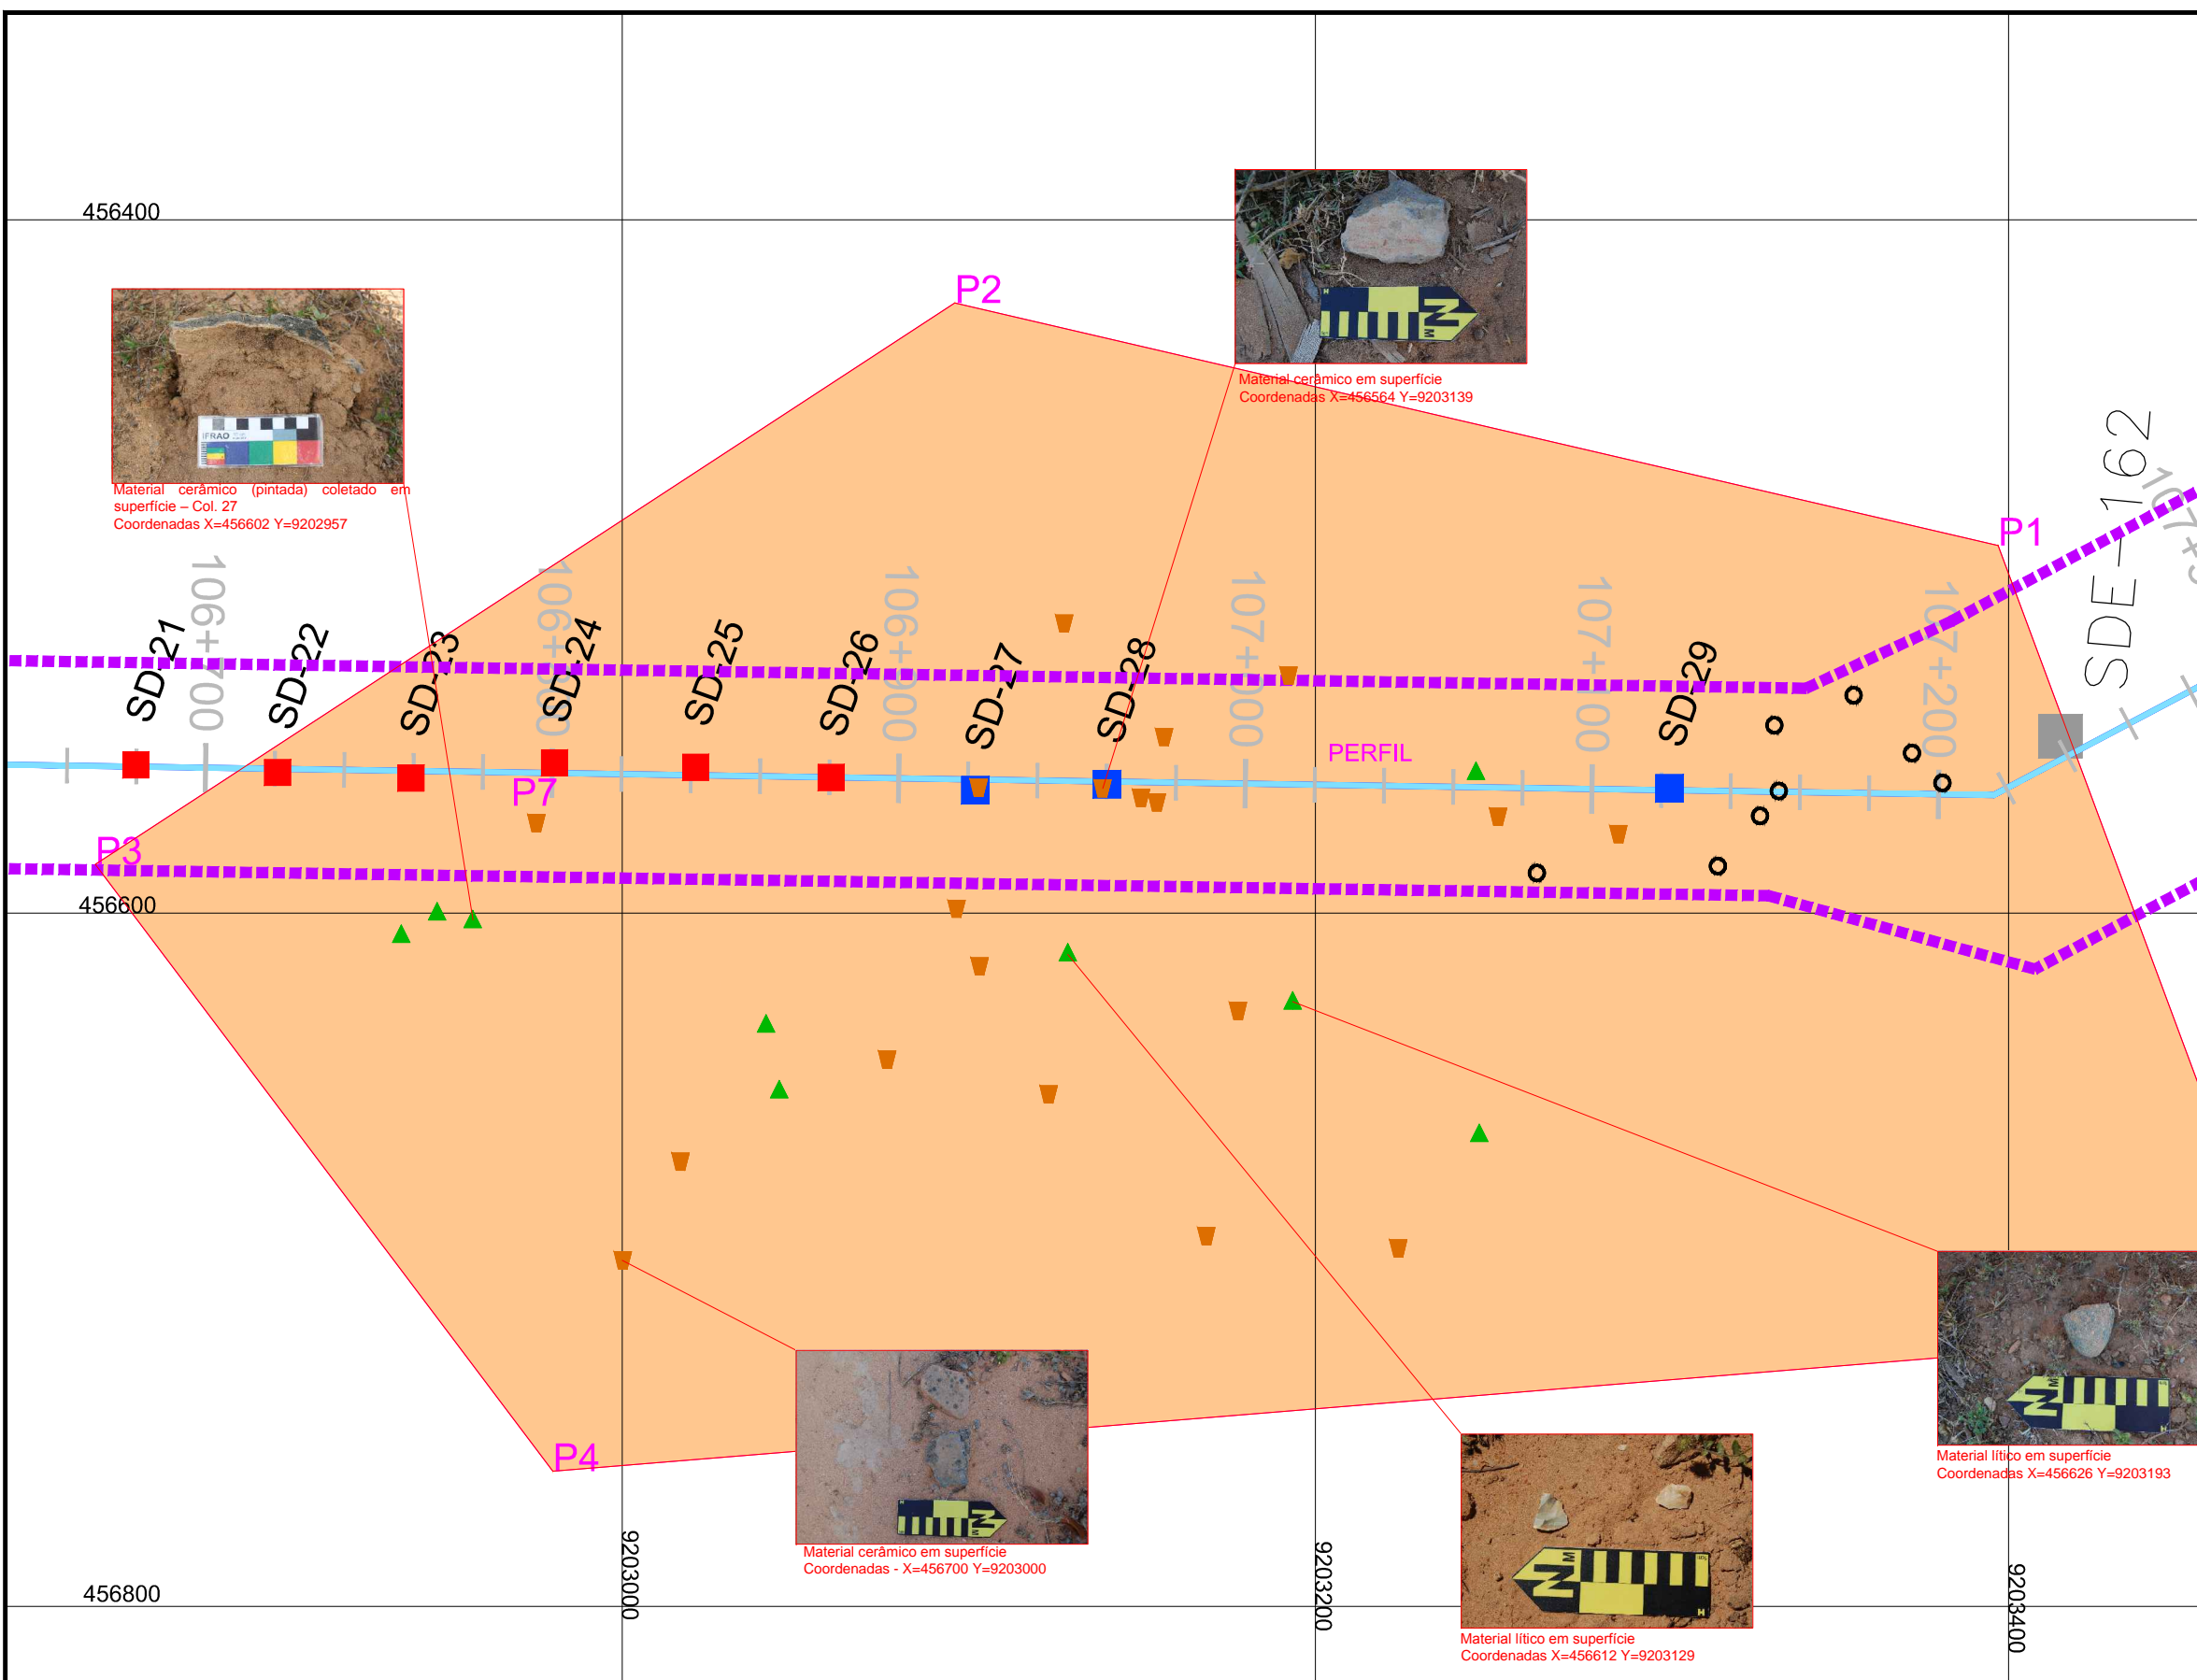 456400
P2
Material cerâmico em superfície
Coordenadas X=456564 Y=9203139
IFRAO
Material cerâmico (pintada) coletado em
superfície – Col. 27
Coordenadas X=456602 Y=9202957
P1
SDE-162
SD-21
106+700
SD-22
SD-23
SD-24
SD-25
SD-26
106+900
SD-27
SD-28
107+000
PERFIL
107+100
SD-29
107+200
P7
P3
456600
P4
Material cerâmico em superfície
Coordenadas - X=456700 Y=9203000
Material lítico em superfície
Coordenadas X=456626 Y=9203193
Material lítico em superfície
Coordenadas X=456612 Y=9203129
456800
9203000
9203200
9203400
N
M
H
N
M
N
M
H
N
M
H